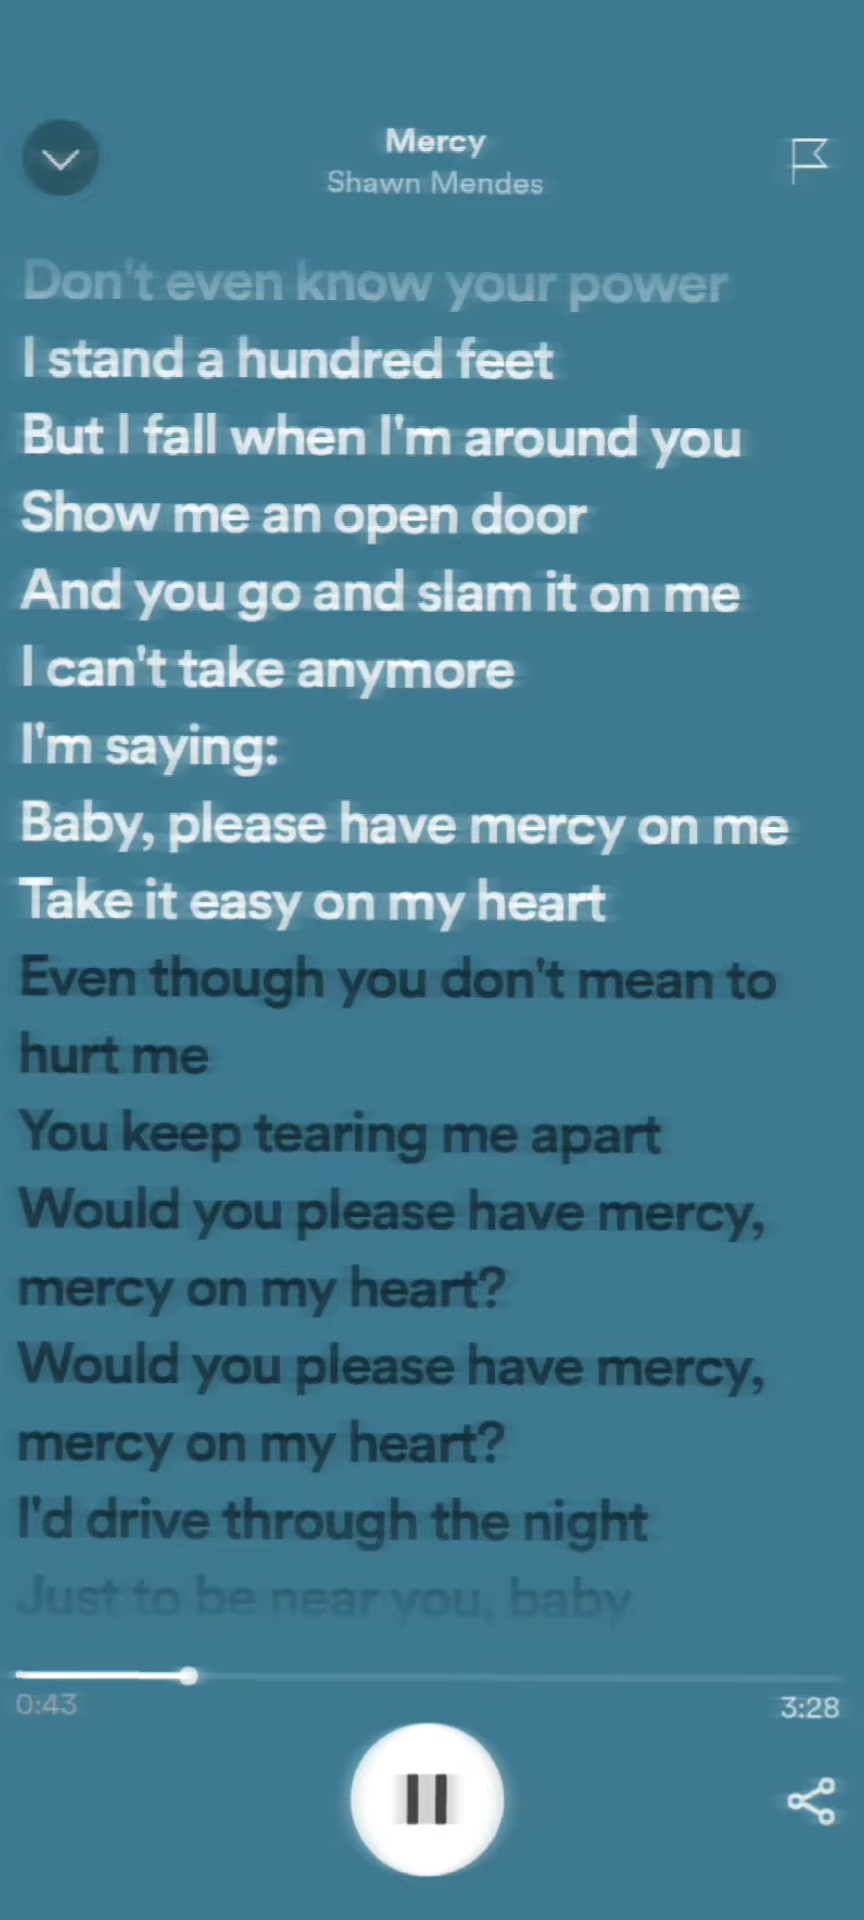 Mercy
Shawn Mendes
Don't even know your power
I stand a hundred feet
But I fall when I'm around you
Show me an open door
And you go and slam it on me
I can't take anymore
I'm saying:
Baby, please have mercy on me
Take it easy on my heart
Even though you don't mean to
hurt me
You keep tearing me apart
Would you please have mercy,
mercy on my heart?
Would you please have mercy,
mercy on my heart?
I'd drive through the night
Just to be near you, baby
0:43
3:28